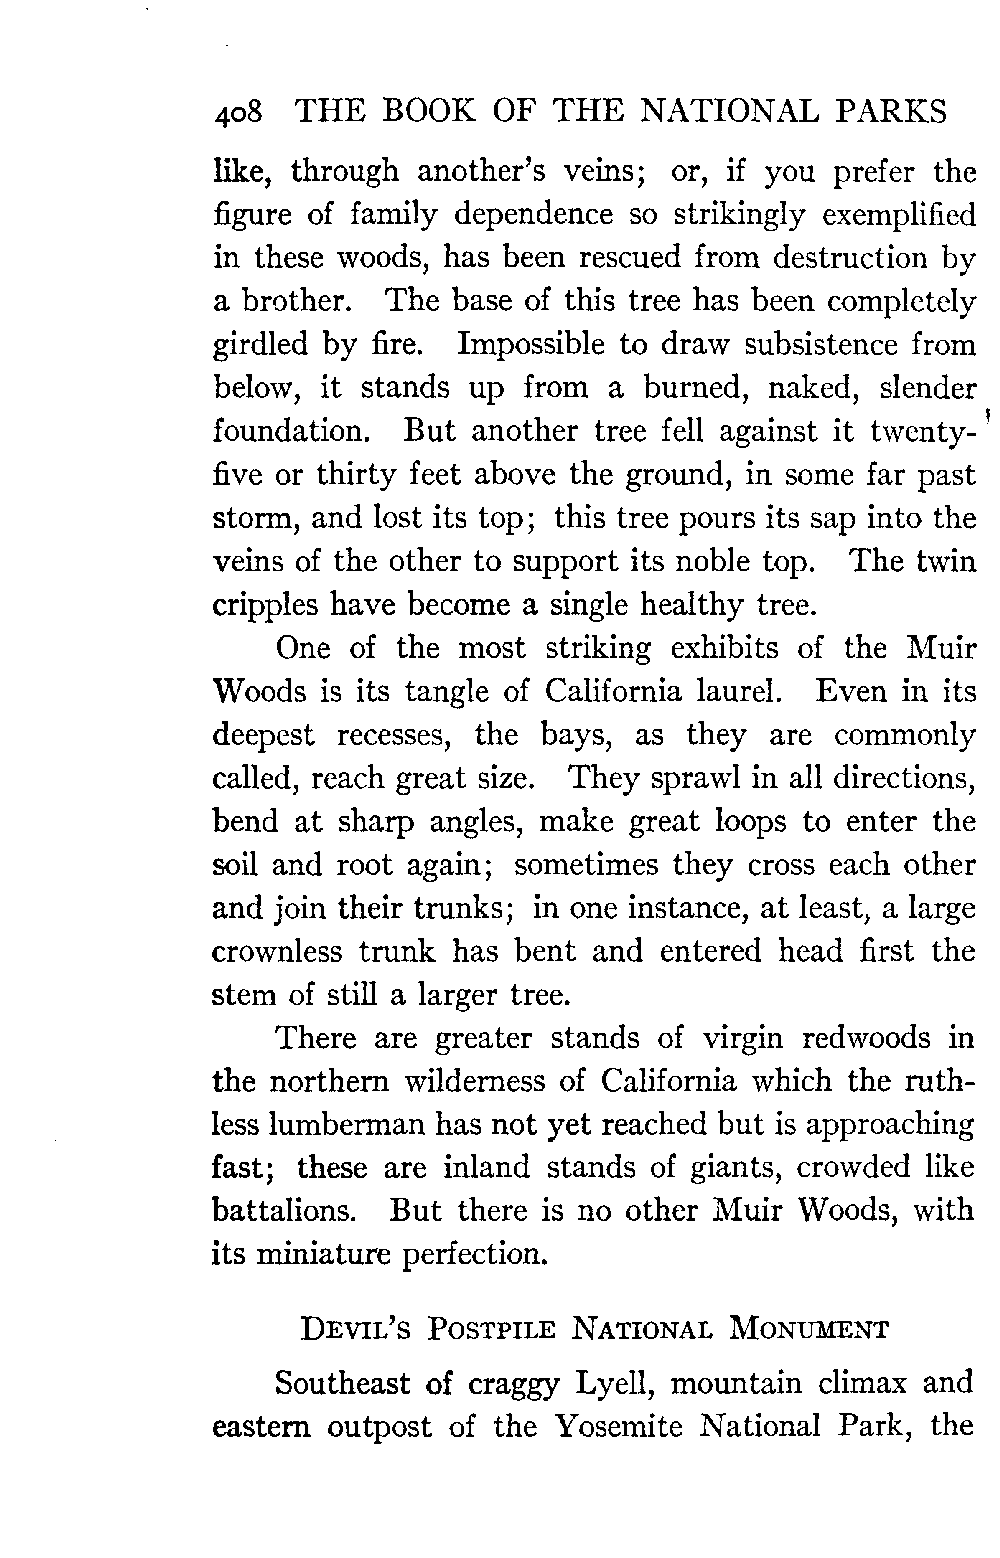 408 THE BOOK OF THE NATIONAL PARKS
like, through another's veins; or, if you prefer the
figure of family dependence so strikingly exemplified
in these woods, has been rescued from destruction by
a brother. The base of this tree has been completely
girdled by fire. Impossible to draw subsistence from
below, it stands up from a burned, naked, slender
foundation. But another tree fell against it twenty-
five or thirty feet above the ground, in some far past
storm, and lost its top; this tree pours its sap into the
veins of the other to support its noble top. The twin
cripples have become a single healthy tree.
One of the most striking exhibits of the Muir
Woods is its tangle of California laurel. Even in its
deepest recesses, the bays, as they are commonly
called, reach great size. They sprawl in all directions,
bend at sharp angles, make great loops to enter the
soil and root again; sometimes they cross each other
and join their trunks; in one instance, at least, a large
crownless trunk has bent and entered head first the
stem of still a larger tree.
There are greater stands of virgin redwoods in
the northern wilderness of California which the ruth-
less lumberman has not yet reached but is approaching
fast; these are inland stands of giants, crowded like
battalions. But there is no other Muir Woods, with
its miniature perfection.
DEVIL'S POSTPILE NATIONAL MONUMENT
Southeast of craggy Lyell, mountain climax and
eastern outpost of the Yosemite National Park, the